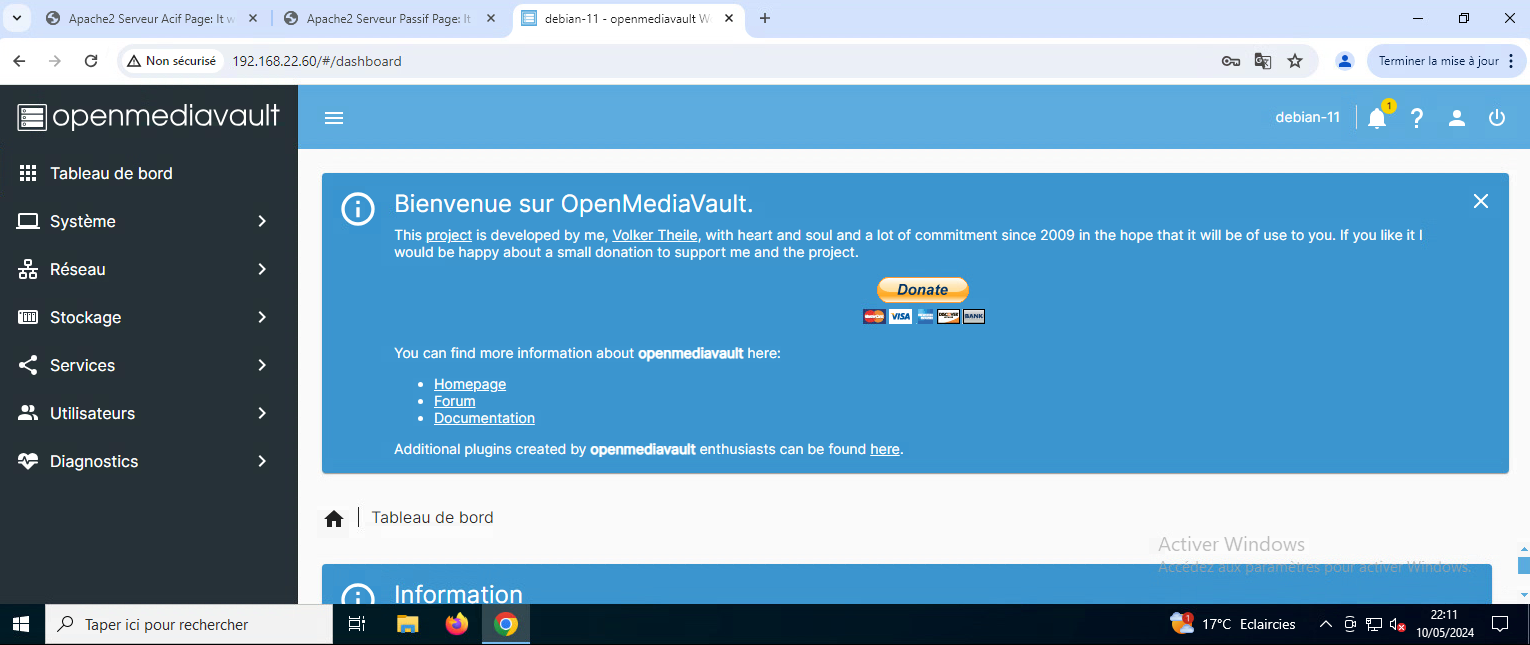 Apache2 Serveur Acif Page: It w
Apache2 Serveur Passif Page: It
debian-11 - openmediavault W
Non sécurisé
192.168.22.60/#/dashboard
Terminer la mise à jour
openmediavault
debian-11
1
Tableau de bord
Système
Réseau
Stockage
Services
Utilisateurs
Diagnostics
Bienvenue sur OpenMediaVault.
This project is developed by me, Volker Theile, with heart and soul and a lot of commitment since 2009 in the hope that it will be of use to you. If you like it I
would be happy about a small donation to support me and the project.
Donate
VISA
BANK
You can find more information about openmediavault here:
Homepage
Forum
Documentation
Additional plugins created by openmediavault enthusiasts can be found here.
Tableau de bord
Information
Activer Windows
Accédez aux paramètres pour activer Windows.
Taper ici pour rechercher
1
17°C Eclaircies
22:11
10/05/2024